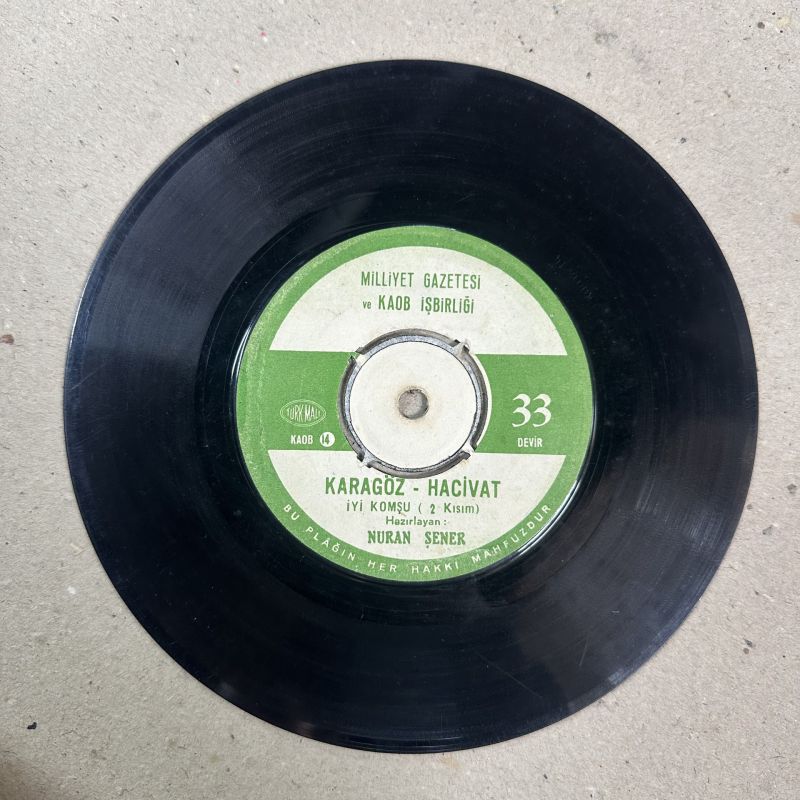 MİLLİYET GAZETESİ
ve KAOB İŞBİRLİĞİ
TÜRK MALI
KAOB 14
33
DEVİR
KARAGÖZ - HACİVAT
İYİ KOMŞU ( 2 Kısım)
Hazırlayan :
NURAN ŞENER
BU PLAĞIN HER HAKKI MAHFUZDUR